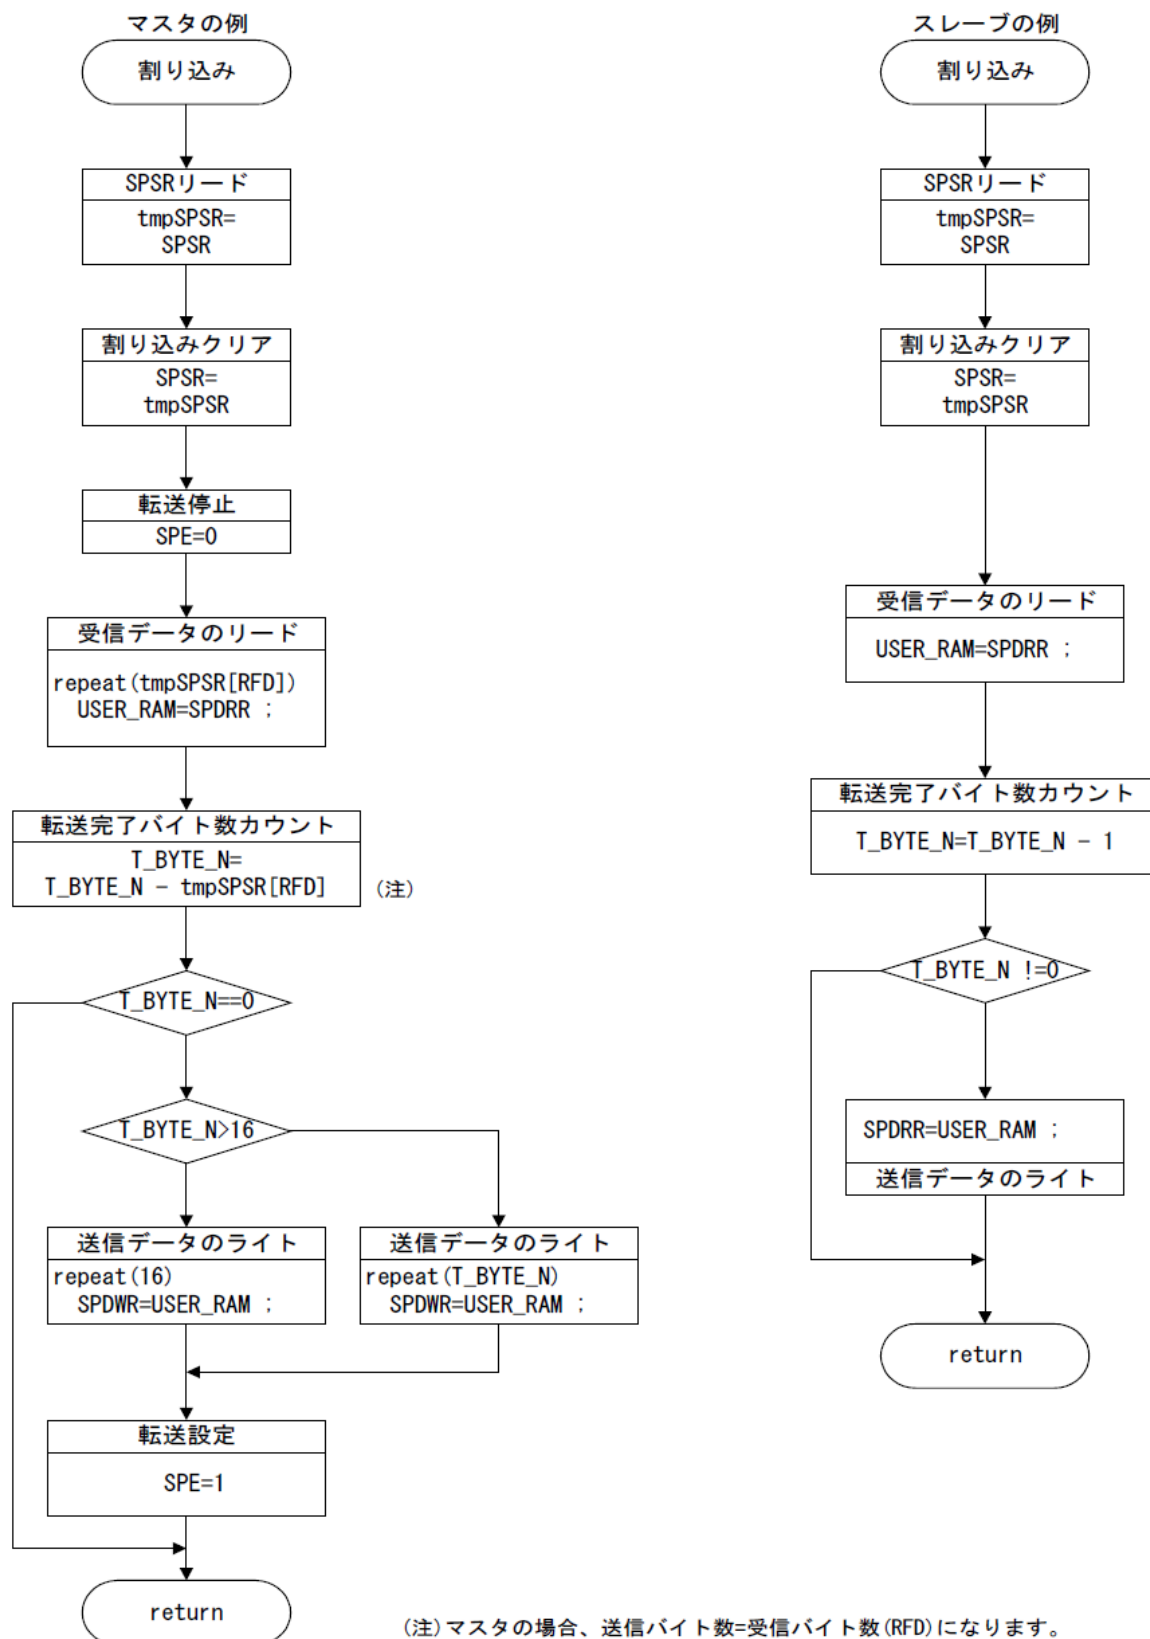 マスタの例
割り込み
SPSRリード
tmpSPSR=
SPSR
割り込みクリア
SPSR=
tmpSPSR
転送停止
SPE=0
受信データのリード
repeat(tmpSPSR[RFD])
USER_RAM=SPDRR ;
転送完了バイト数カウント
T_BYTE_N=
T_BYTE_N - tmpSPSR[RFD]
(注)
T_BYTE_N==0
T_BYTE_N>16
送信データのライト
repeat(16)
SPDWR=USER_RAM ;
送信データのライト
repeat(T_BYTE_N)
SPDWR=USER_RAM ;
転送設定
SPE=1
return
スレーブの例
割り込み
SPSRリード
tmpSPSR=
SPSR
割り込みクリア
SPSR=
tmpSPSR
受信データのリード
USER_RAM=SPDRR ;
転送完了バイト数カウント
T_BYTE_N=T_BYTE_N - 1
T_BYTE_N !=0
SPDRR=USER_RAM ;
送信データのライト
return
(注)マスタの場合、送信バイト数=受信バイト数(RFD)になります。